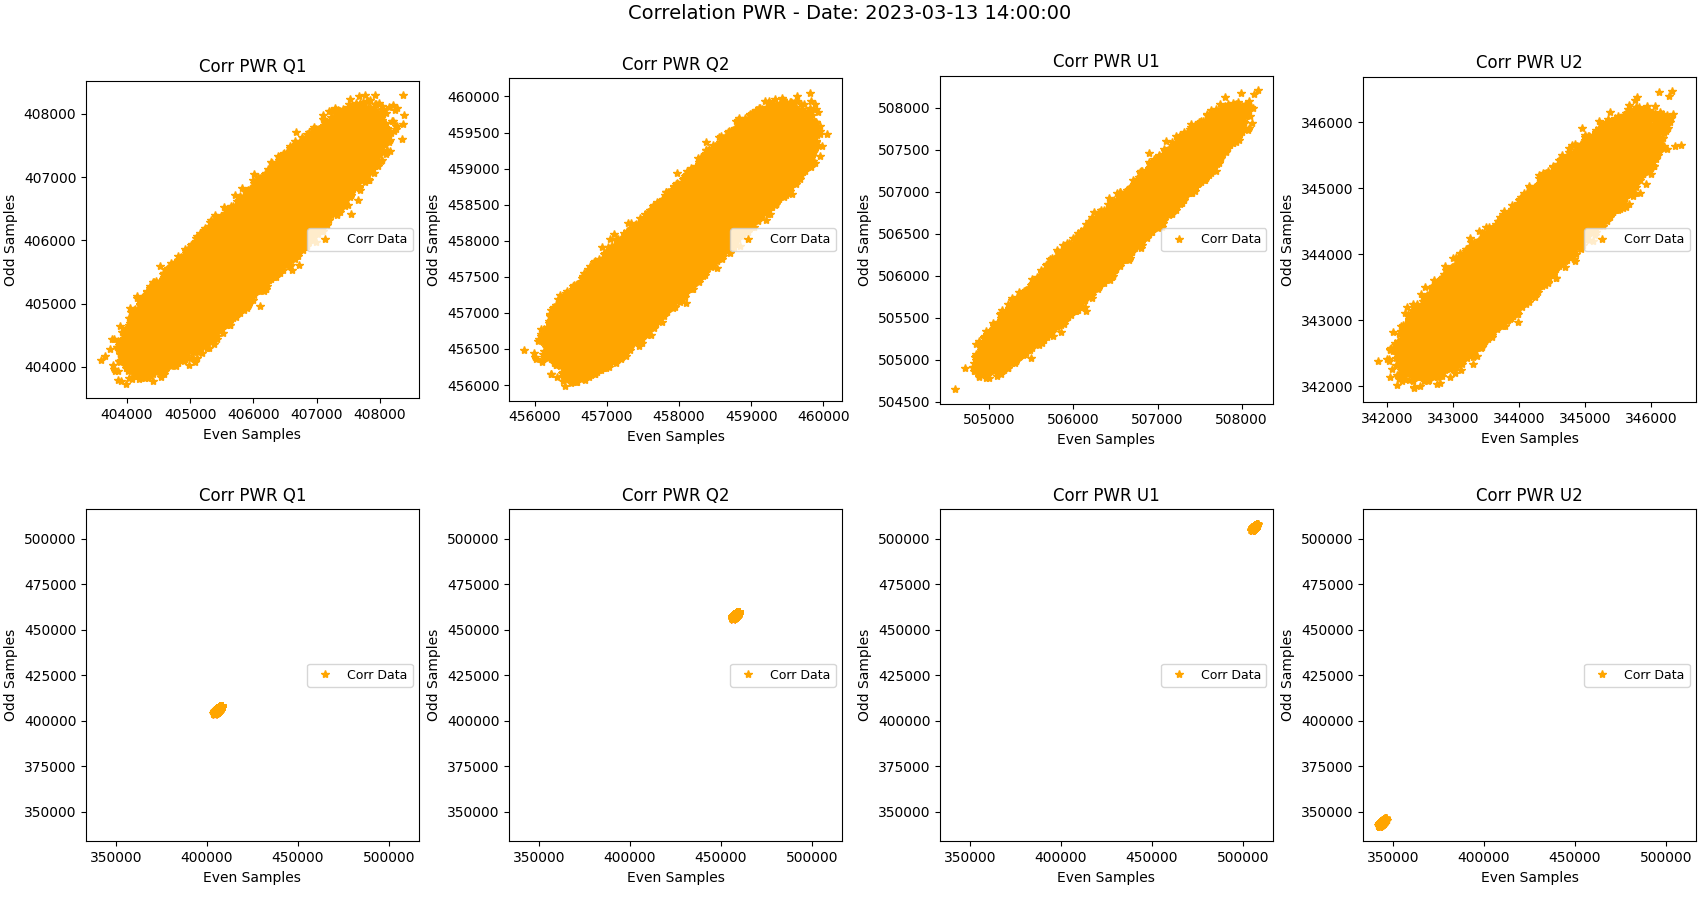 Correlation PWR - Date: 2023-03-13 14:00:00
Corr PWR Q1
408000
407000
406000
405000
404000
Odd Samples
Corr Data
404000 405000 406000 407000 408000
Even Samples
Corr PWR Q2
460000
459500
459000
458500
458000
457500
457000
456500
456000
Odd Samples
Corr Data
456000 457000 458000 459000 460000
Even Samples
Corr PWR U1
508000
507500
507000
506500
506000
505500
505000
504500
Odd Samples
Corr Data
505000 506000 507000 508000
Even Samples
Corr PWR U2
346000
345000
344000
343000
342000
Odd Samples
Corr Data
342000 343000 344000 345000 346000
Even Samples
Corr PWR Q1
500000
475000
450000
425000
400000
375000
350000
Odd Samples
Corr Data
350000 400000 450000 500000
Even Samples
Corr PWR Q2
500000
475000
450000
425000
400000
375000
350000
Odd Samples
Corr Data
350000 400000 450000 500000
Even Samples
Corr PWR U1
500000
475000
450000
425000
400000
375000
350000
Odd Samples
Corr Data
350000 400000 450000 500000
Even Samples
Corr PWR U2
500000
475000
450000
425000
400000
375000
350000
Odd Samples
Corr Data
350000 400000 450000 500000
Even Samples